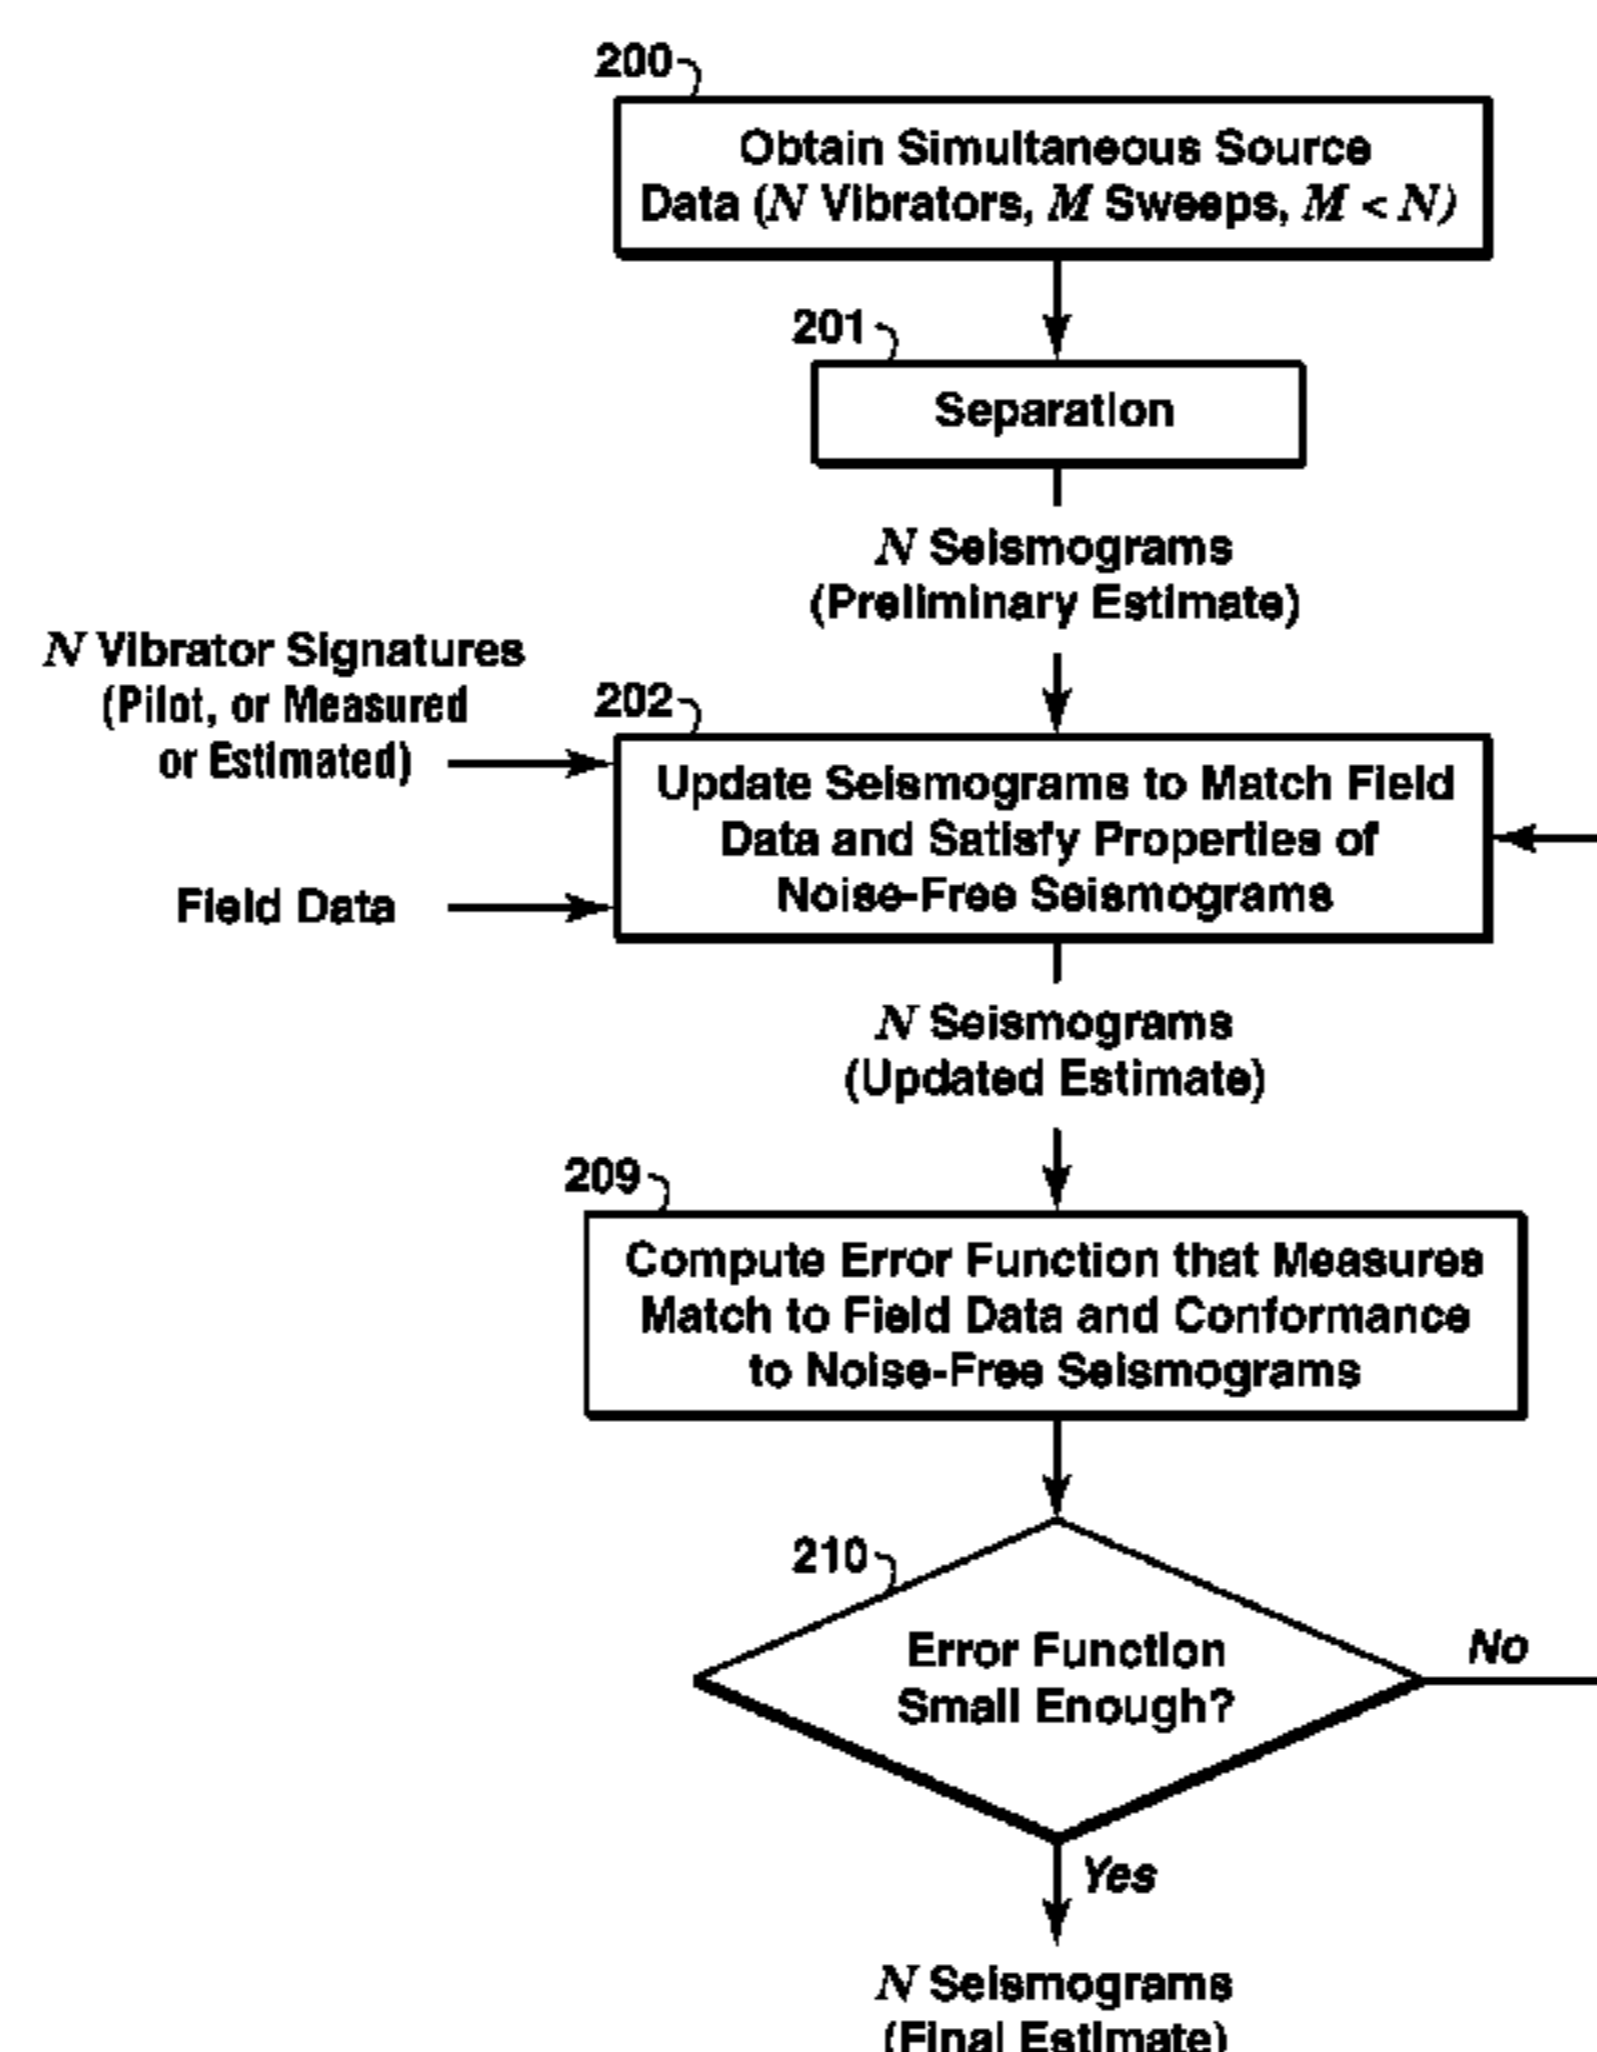 200
Obtain Simultaneous Source
Data (N Vibrators, M Sweeps, M < N)
201
Separation
N Seismograms
(Preliminary Estimate)
N Vibrator Signatures
(Pilot, or Measured
or Estimated)
202
Update Seismograms to Match Field
Data and Satisfy Properties of
Noise-Free Seismograms
Field Data
N Seismograms
(Updated Estimate)
209
Compute Error Function that Measures
Match to Field Data and Conformance
to Noise-Free Seismograms
210
Error Function
Small Enough?
No
Yes
N Seismograms
(Final Estimate)